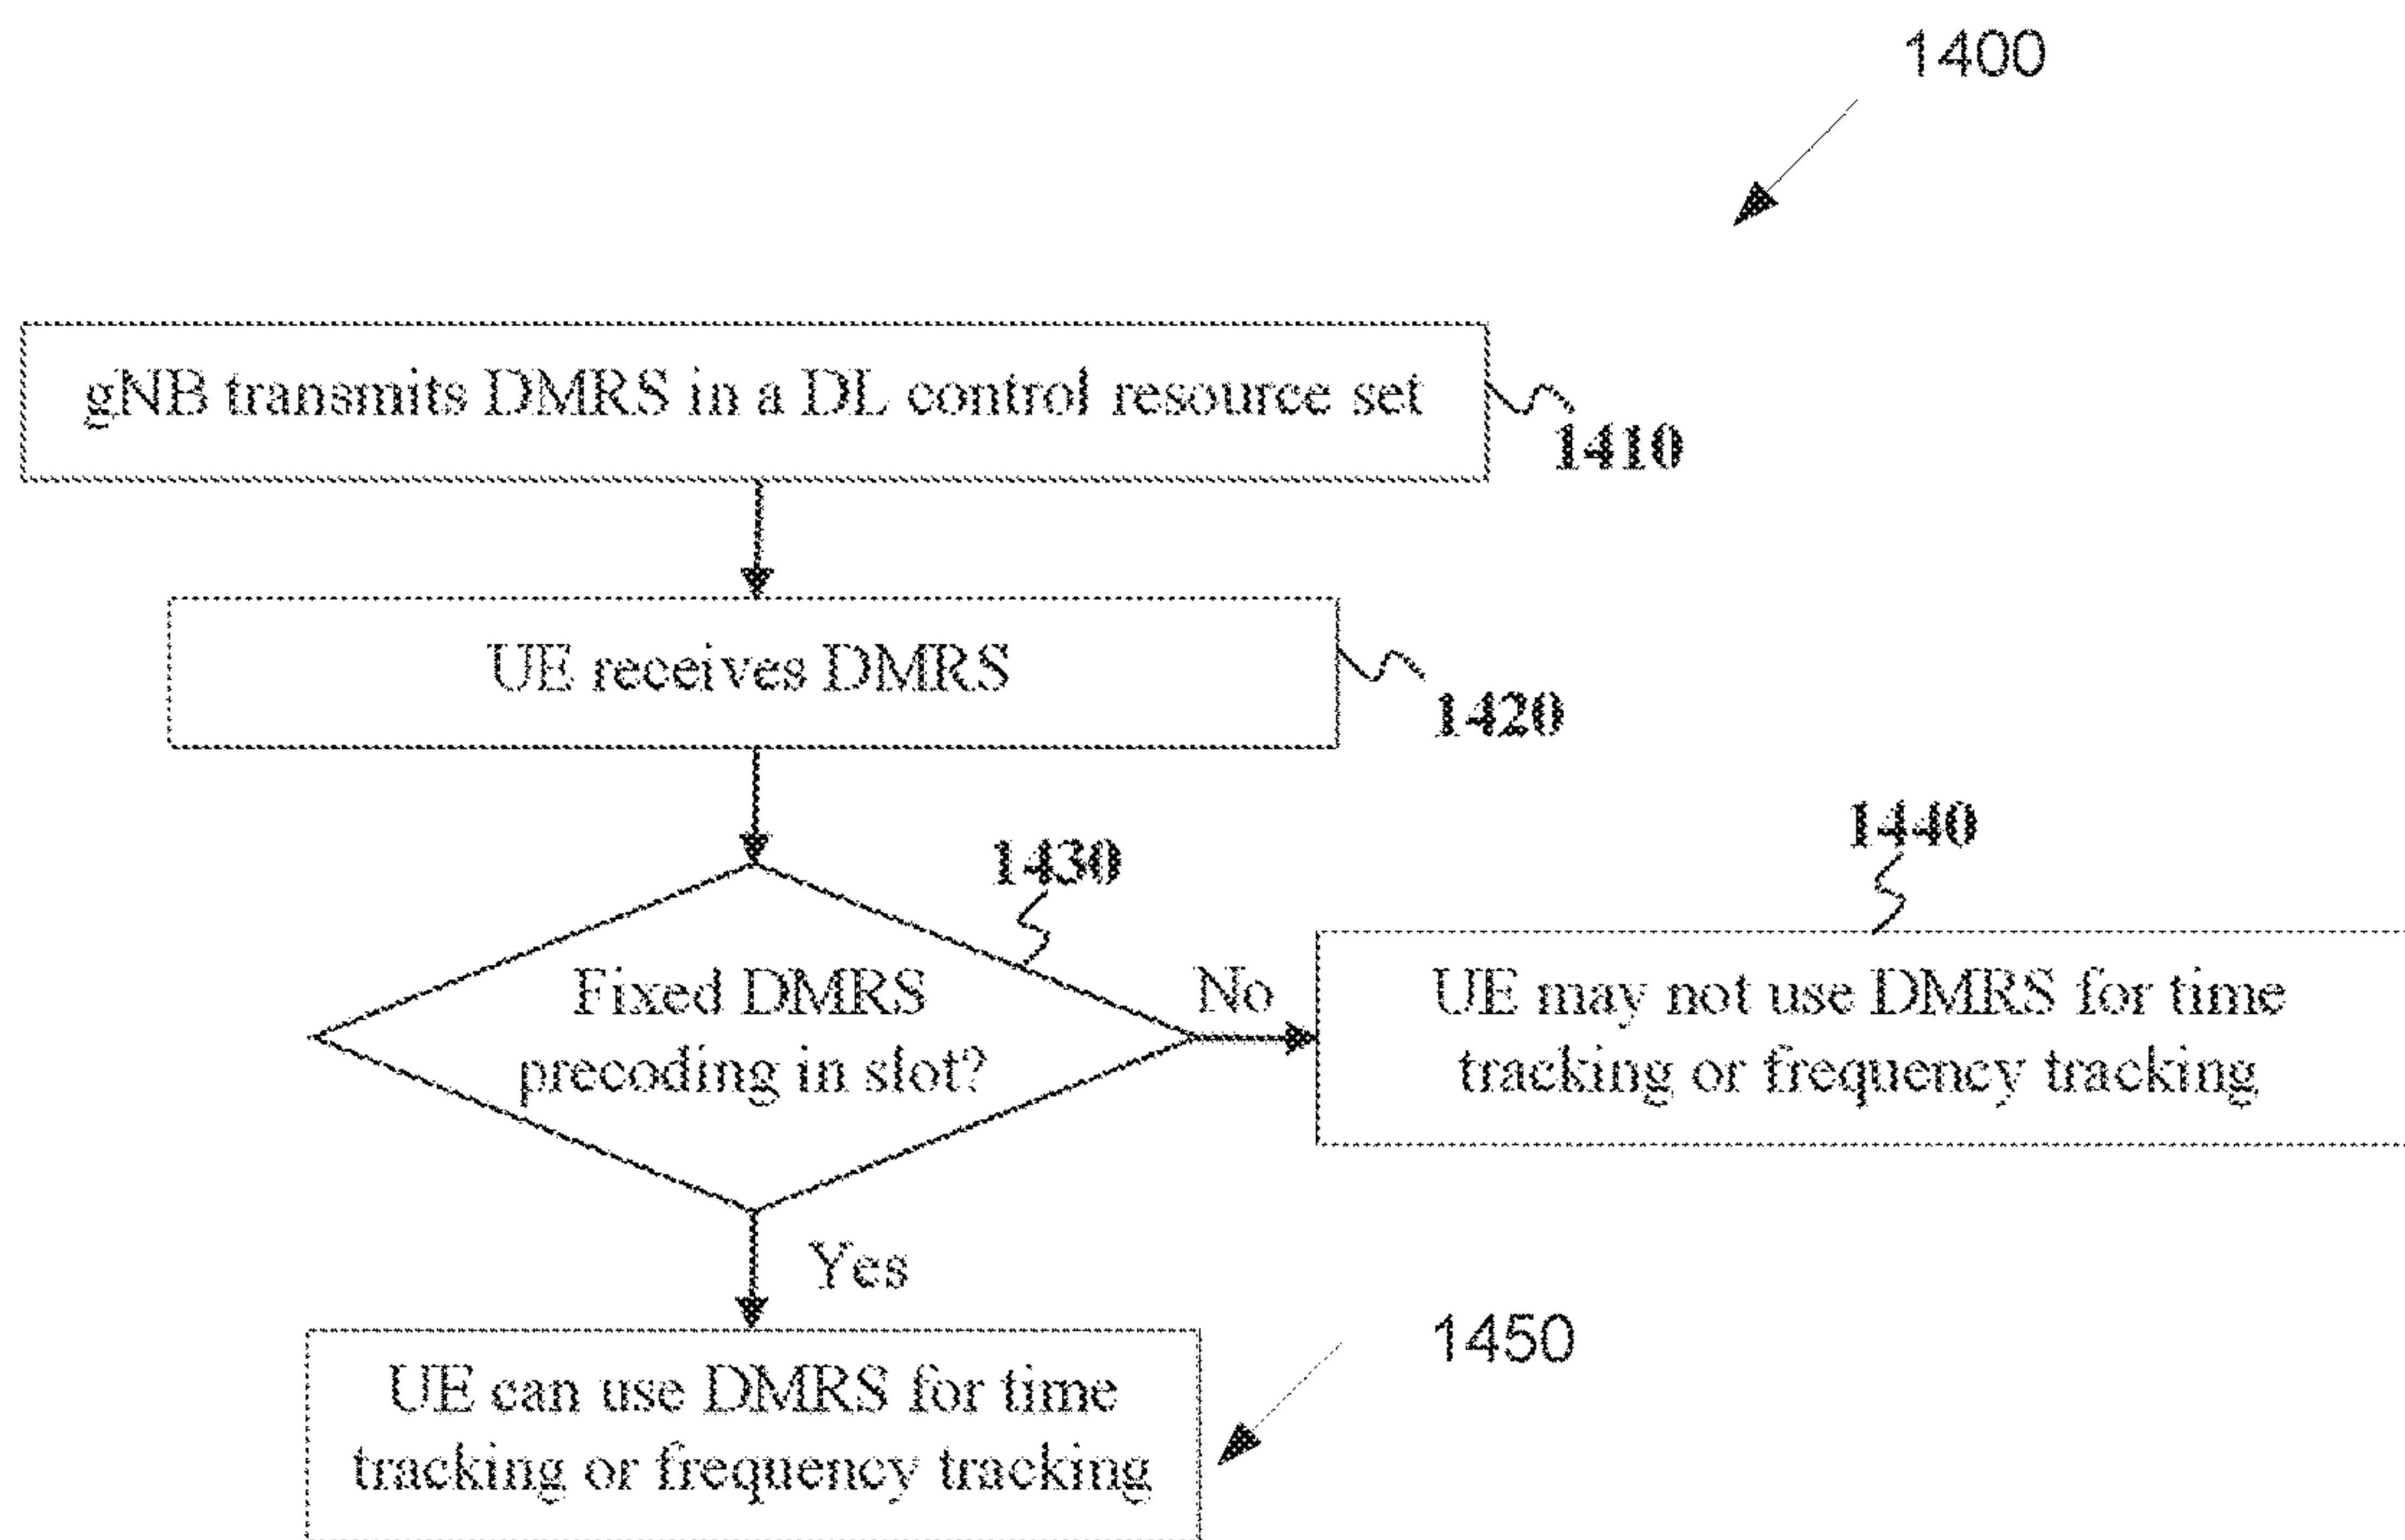 1400
gNB transmits DMRS in a DL control resource set
1410
UE receives DMRS
1420
1430
1440
Fixed DMRS
precoding in slot?
No
UE may not use DMRS for time
tracking or frequency tracking
Yes
1450
UE can use DMRS for time
tracking or frequency tracking